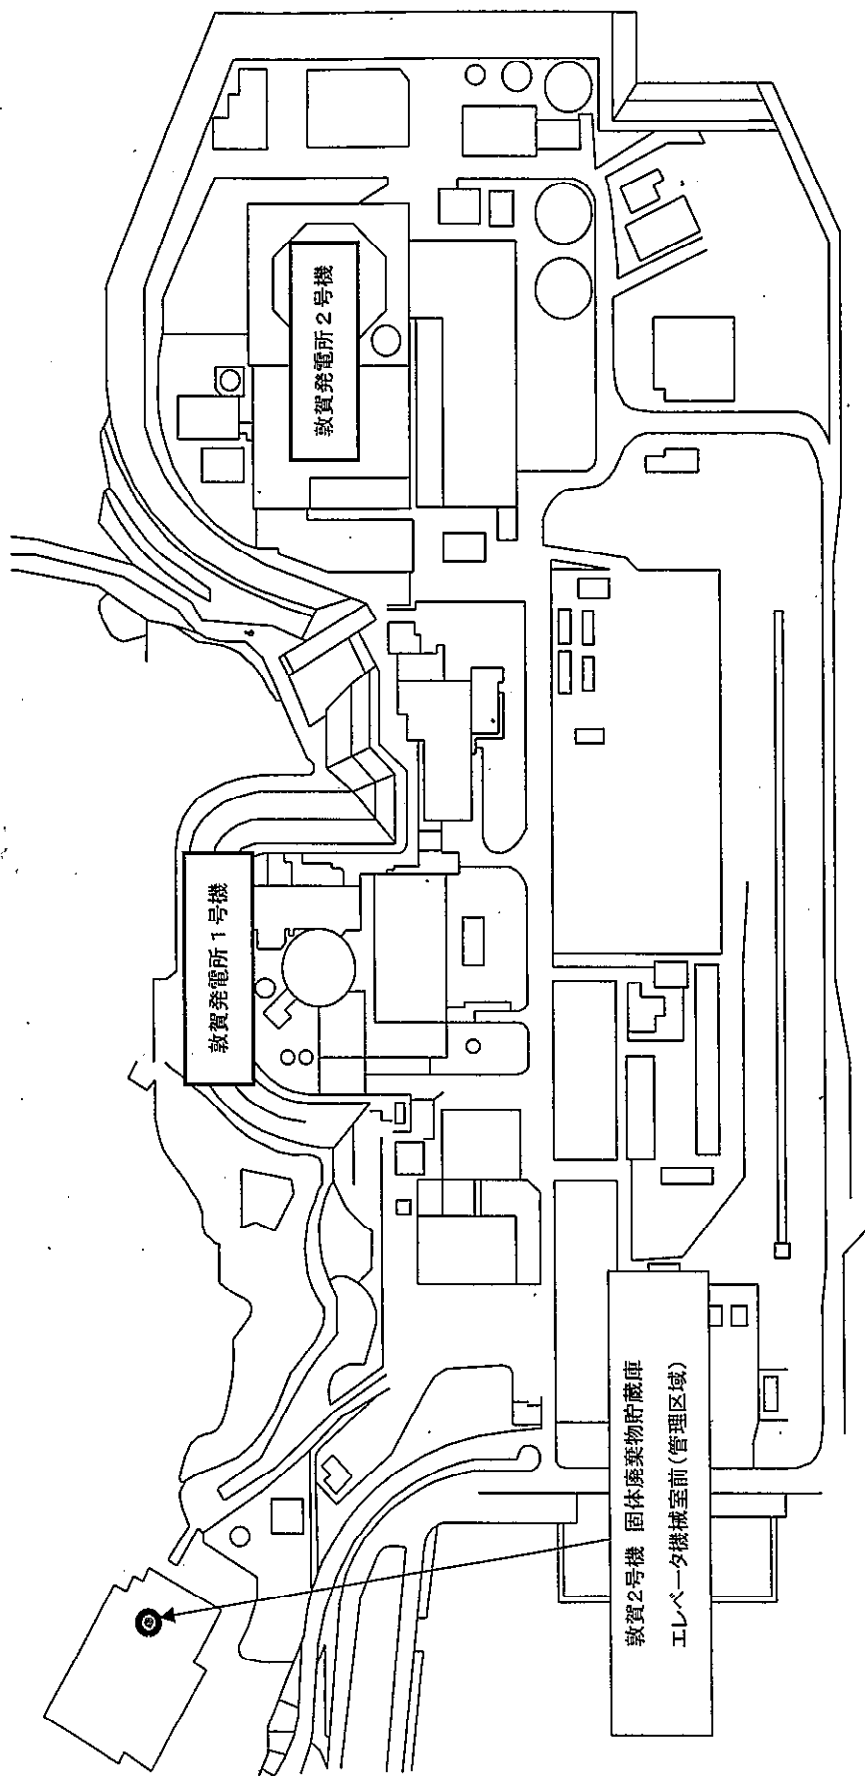 敦賀発電所2号機
敦賀発電所1号機
敦賀2号機 固体廃棄物貯蔵庫
エレベータ機械室前(管理区域)